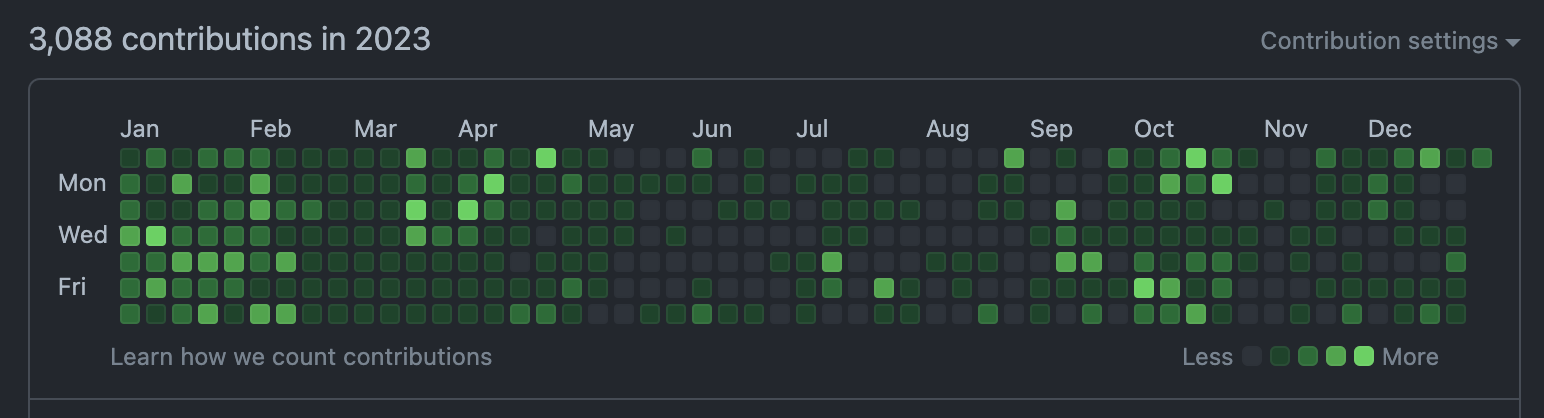 3,088 contributions in 2023
Contribution settings
Jan Feb Mar Apr May Jun Jul Aug Sep Oct Nov Dec
Mon
Wed
Fri
Learn how we count contributions
Less More